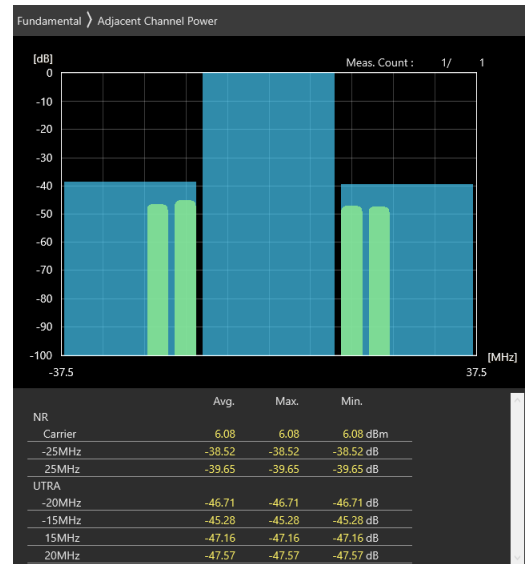 Fundamental 〉 Adjacent Channel Power
[dB] Meas. Count : 1/ 1
0
-10
-20
-30
-40
-50
-60
-70
-80
-90
-100
[MHz]
-37.5 37.5
Avg. Max. Min.
NR
Carrier 6.08 6.08 6.08 dBm
-25MHz -38.52 -38.52 -38.52 dB
25MHz -39.65 -39.65 -39.65 dB
UTRA
-20MHz -46.71 -46.71 -46.71 dB
-15MHz -45.28 -45.28 -45.28 dB
15MHz -47.16 -47.16 -47.16 dB
20MHz -47.57 -47.57 -47.57 dB